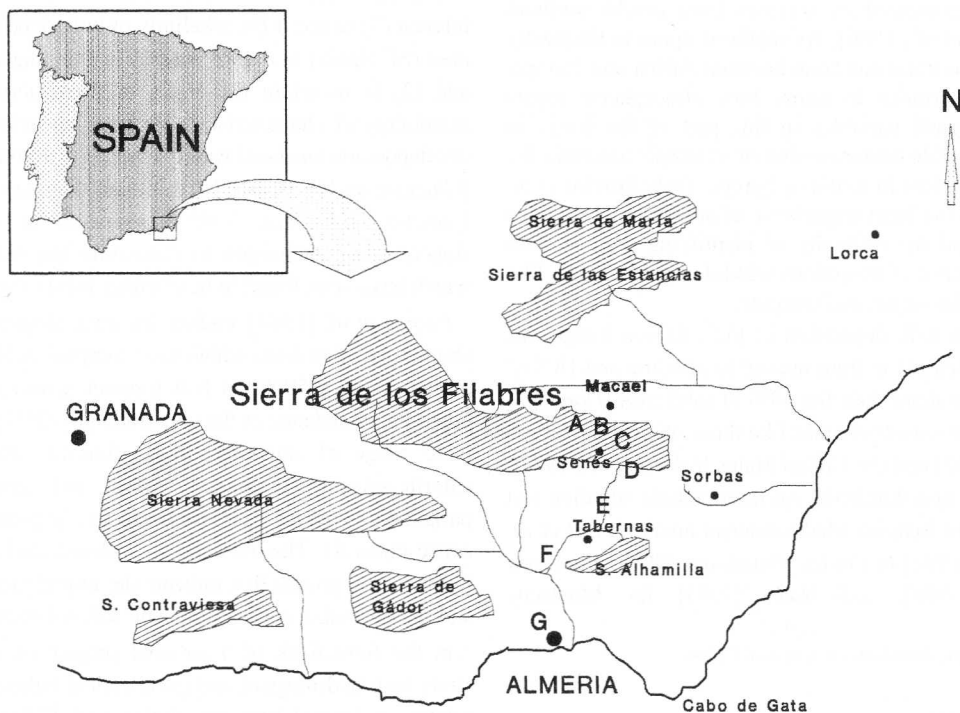 SPAIN
N
Sierra de María
Lorca
Sierra de las Estancias
Macael
Sierra de los Filabres
GRANADA
A
B
C
Senés
D
Sorbas
Sierra Nevada
E
Tabernas
F
S. Alhamilla
S. Contraviesa
Sierra de
Gádor
G
ALMERIA
Cabo de Gata